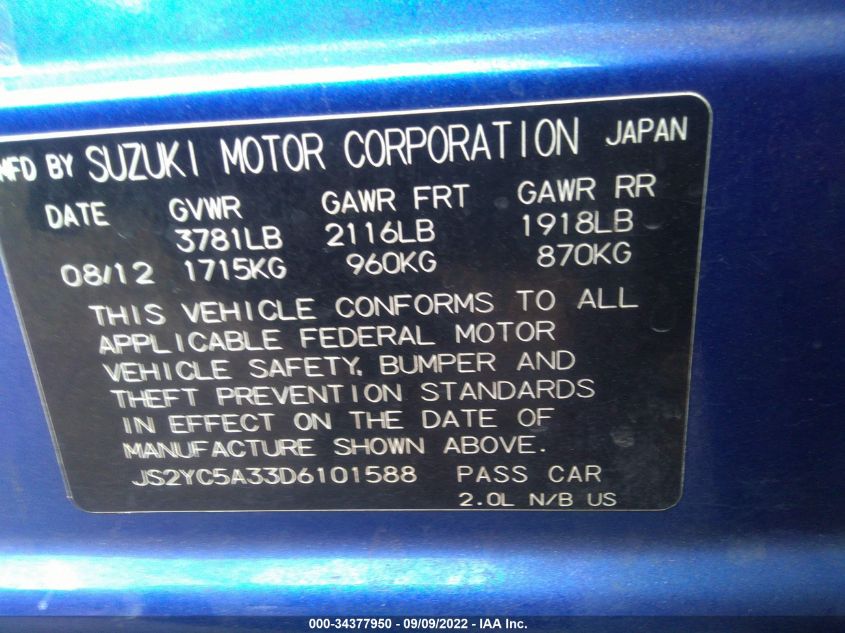 MFD BY SUZUKI MOTOR CORPORATION JAPAN
DATE GVWR GAWR FRT GAWR RR
3781LB 2116LB 1918LB
08/12 1715KG 960KG 870KG
THIS VEHICLE CONFORMS TO ALL
APPLICABLE FEDERAL MOTOR
VEHICLE SAFETY, BUMPER AND
THEFT PREVENTION STANDARDS
IN EFFECT ON THE DATE OF
MANUFACTURE SHOWN ABOVE.
JS2YC5A33D6101588 PASS CAR
2.0L N/B US
000-34377950 - 09/09/2022 - IAA Inc.